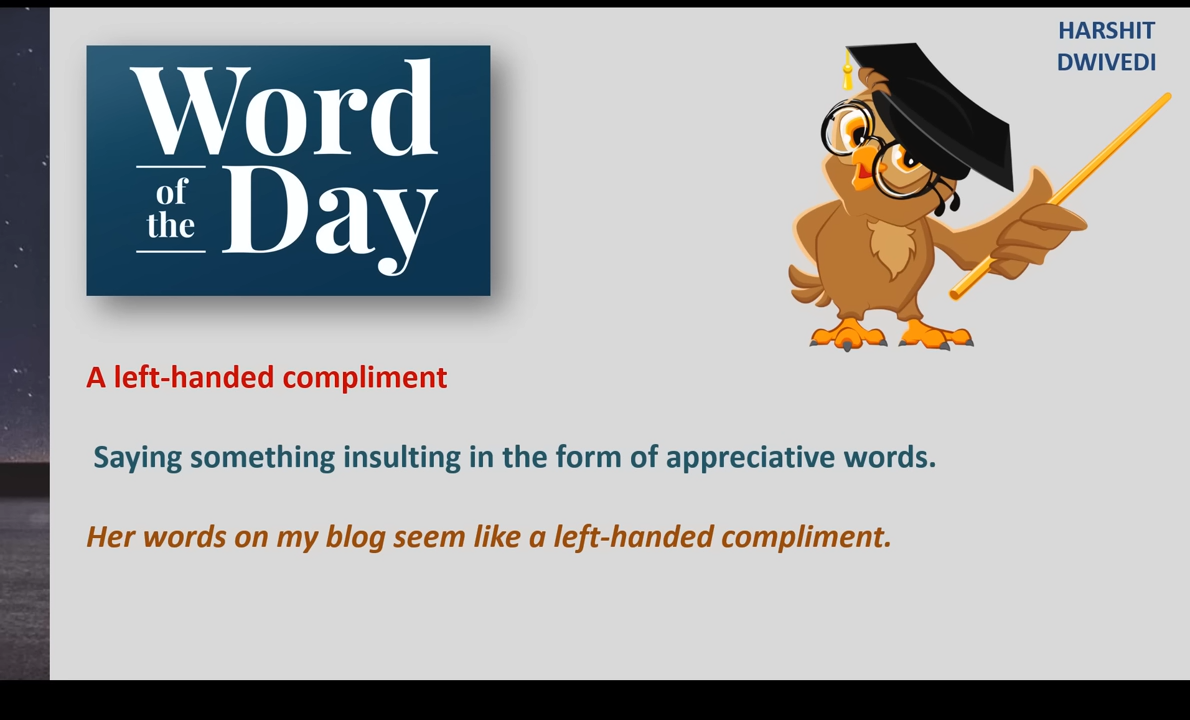 HARSHIT
DWIVEDI
Word
of
the
Day
A left-handed compliment
Saying something insulting in the form of appreciative words.
Her words on my blog seem like a left-handed compliment.